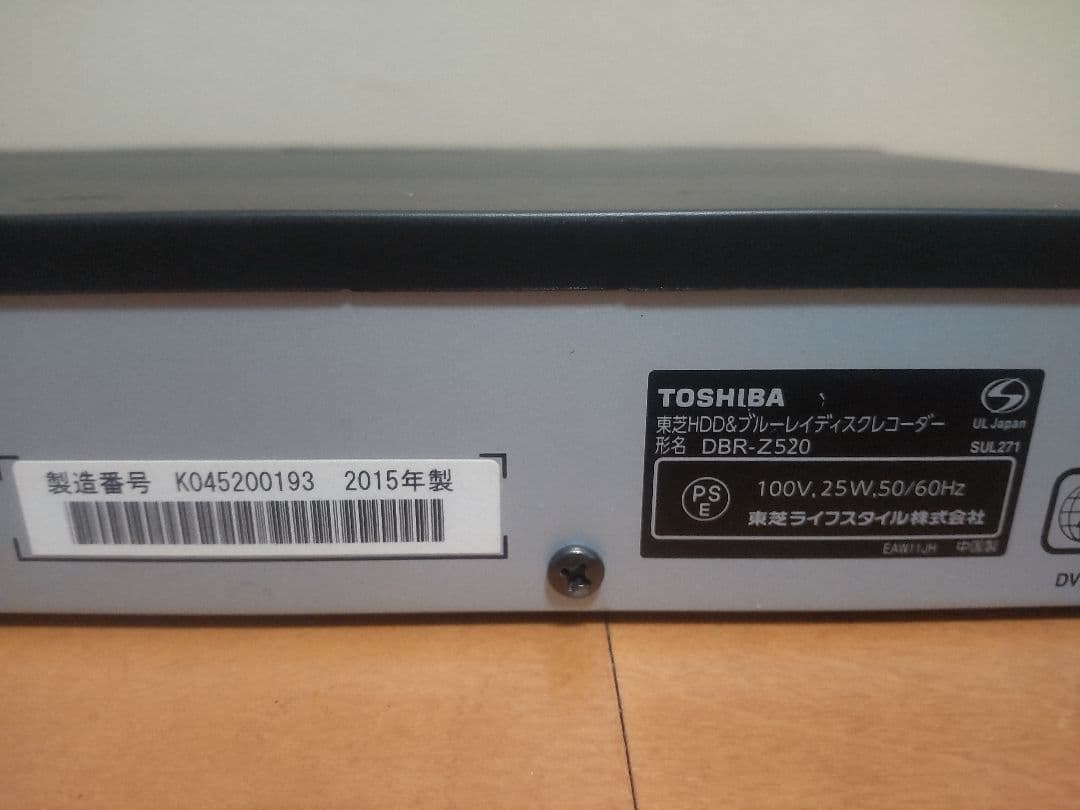 製造番号 K045200193 2015年製
TOSHIBA
東芝HDD&ブルーレイディスクレコーダー
形名 DBR-Z520
UL Japan
SUL271
PS
E
100V, 25W, 50/60Hz
東芝ライフスタイル株式会社
EAW11JH 中国製
DV